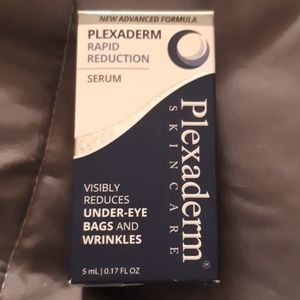 NEW ADVANCED FORMULA
PLEXADERM
RAPID
REDUCTION
SERUM
Plexaderm®
SKINCARE
VISIBLY
REDUCES
UNDER-EYE
BAGS AND
WRINKLES
5 mL | 0.17 FL OZ